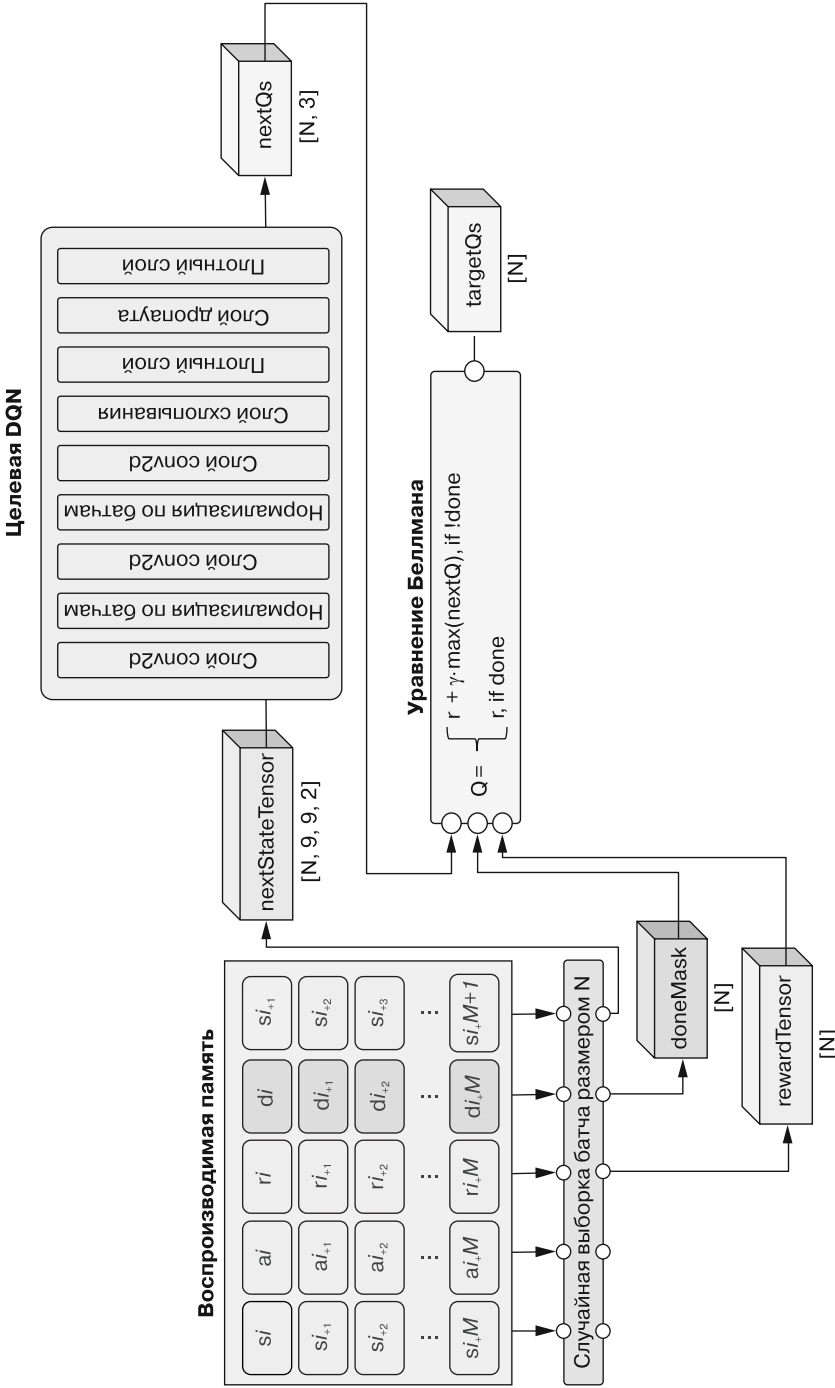 Воспроизводимая память
si
ai
ri
di
si+1
si+1
ai+1
ri+1
di+1
si+2
si+2
ai+2
ri+2
di+2
si+3
...
...
...
...
...
si+M
ai+M
ri+M
di+M
si+M+1
Случайная выборка батча размером N
nextStateTensor
[N, 9, 9, 2]
Целевая DQN
Слой conv2d
Нормализация по батчам
Слой conv2d
Нормализация по батчам
Слой conv2d
Слой схлопывания
Плотный слой
Слой дропаута
Плотный слой
nextQs
[N, 3]
doneMask
[N]
rewardTensor
[N]
Уравнение Беллмана
Q =
r + γ·max(nextQ), if !done
r, if done
targetQs
[N]